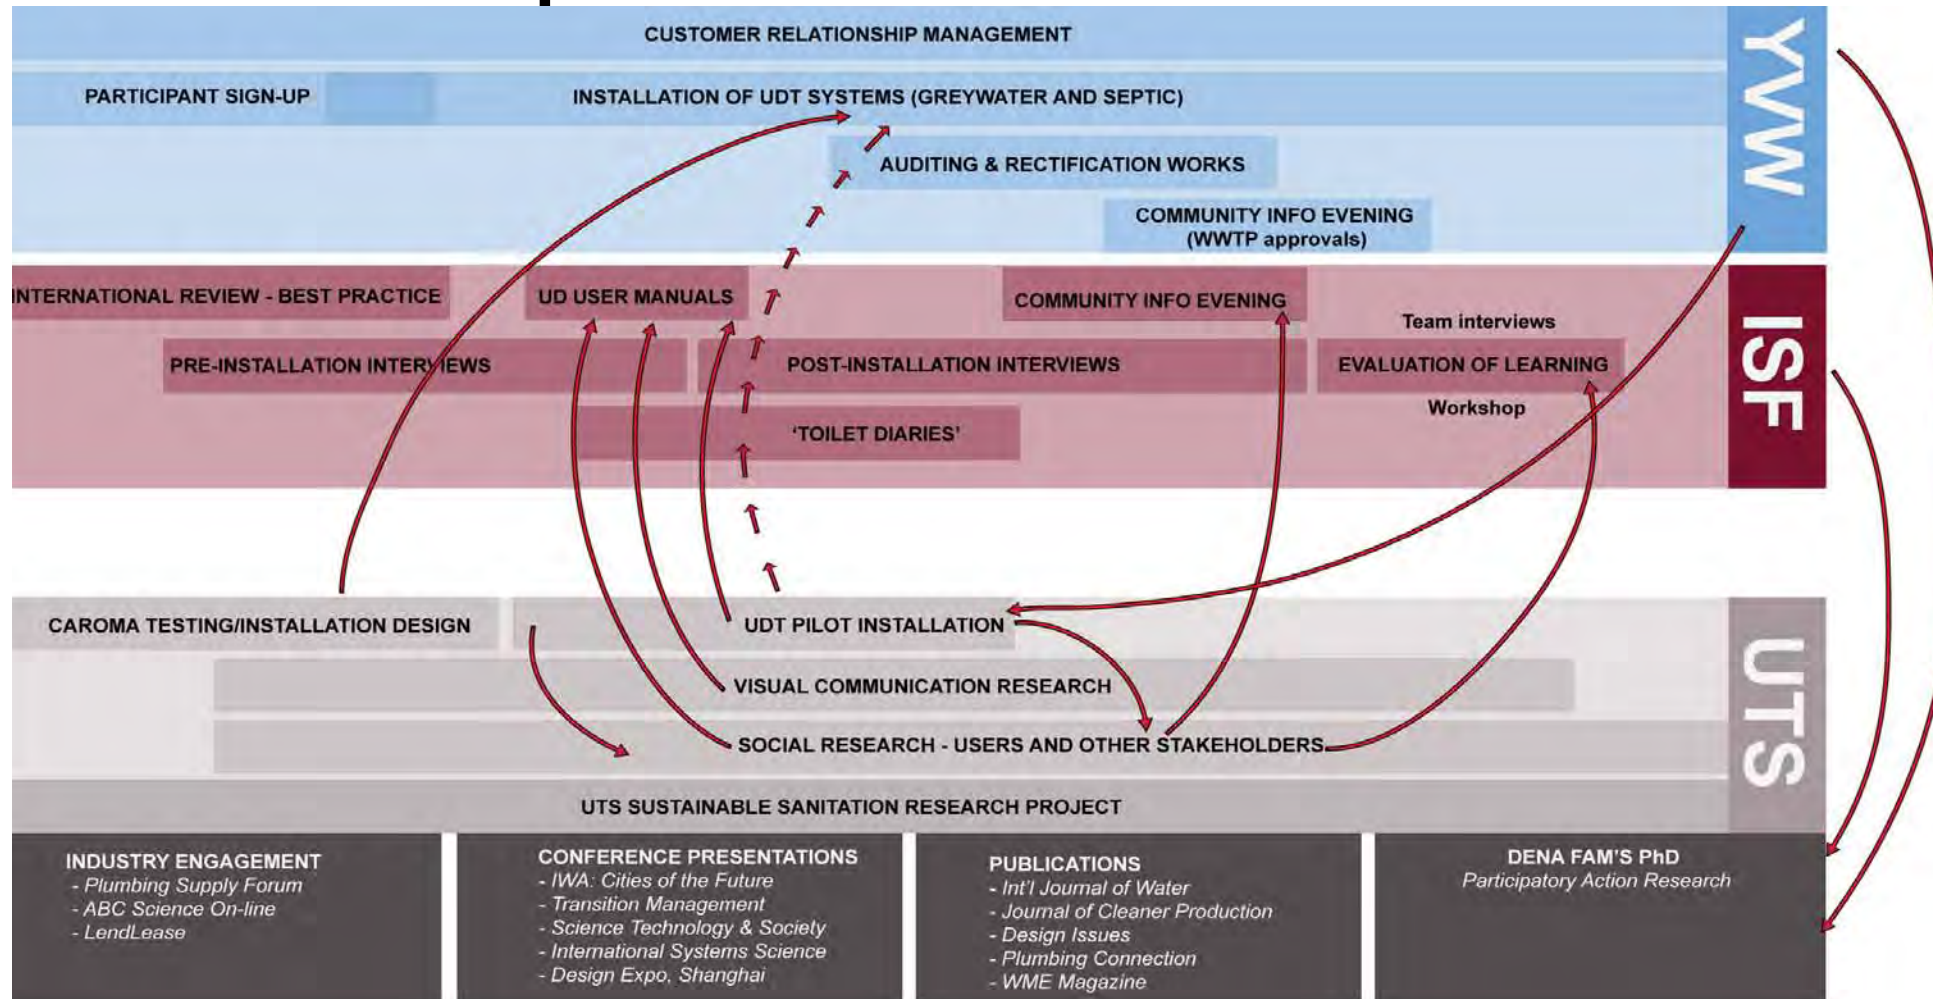 CUSTOMER RELATIONSHIP MANAGEMENT
PARTICIPANT SIGN-UP
INSTALLATION OF UDT SYSTEMS (GREYWATER AND SEPTIC)
AUDITING & RECTIFICATION WORKS
COMMUNITY INFO EVENING
(WWTP approvals)
YVW
INTERNATIONAL REVIEW - BEST PRACTICE
UD USER MANUALS
COMMUNITY INFO EVENING
Team interviews
PRE-INSTALLATION INTERVIEWS
POST-INSTALLATION INTERVIEWS
EVALUATION OF LEARNING
Workshop
'TOILET DIARIES'
ISF
CAROMA TESTING/INSTALLATION DESIGN
UDT PILOT INSTALLATION
VISUAL COMMUNICATION RESEARCH
SOCIAL RESEARCH - USERS AND OTHER STAKEHOLDERS
UTS SUSTAINABLE SANITATION RESEARCH PROJECT
UTS
INDUSTRY ENGAGEMENT
- Plumbing Supply Forum
- ABC Science On-line
- LendLease
CONFERENCE PRESENTATIONS
- IWA: Cities of the Future
- Transition Management
- Science Technology & Society
- International Systems Science
- Design Expo, Shanghai
PUBLICATIONS
- Int'l Journal of Water
- Journal of Cleaner Production
- Design Issues
- Plumbing Connection
- WME Magazine
DENA FAM'S PhD
Participatory Action Research